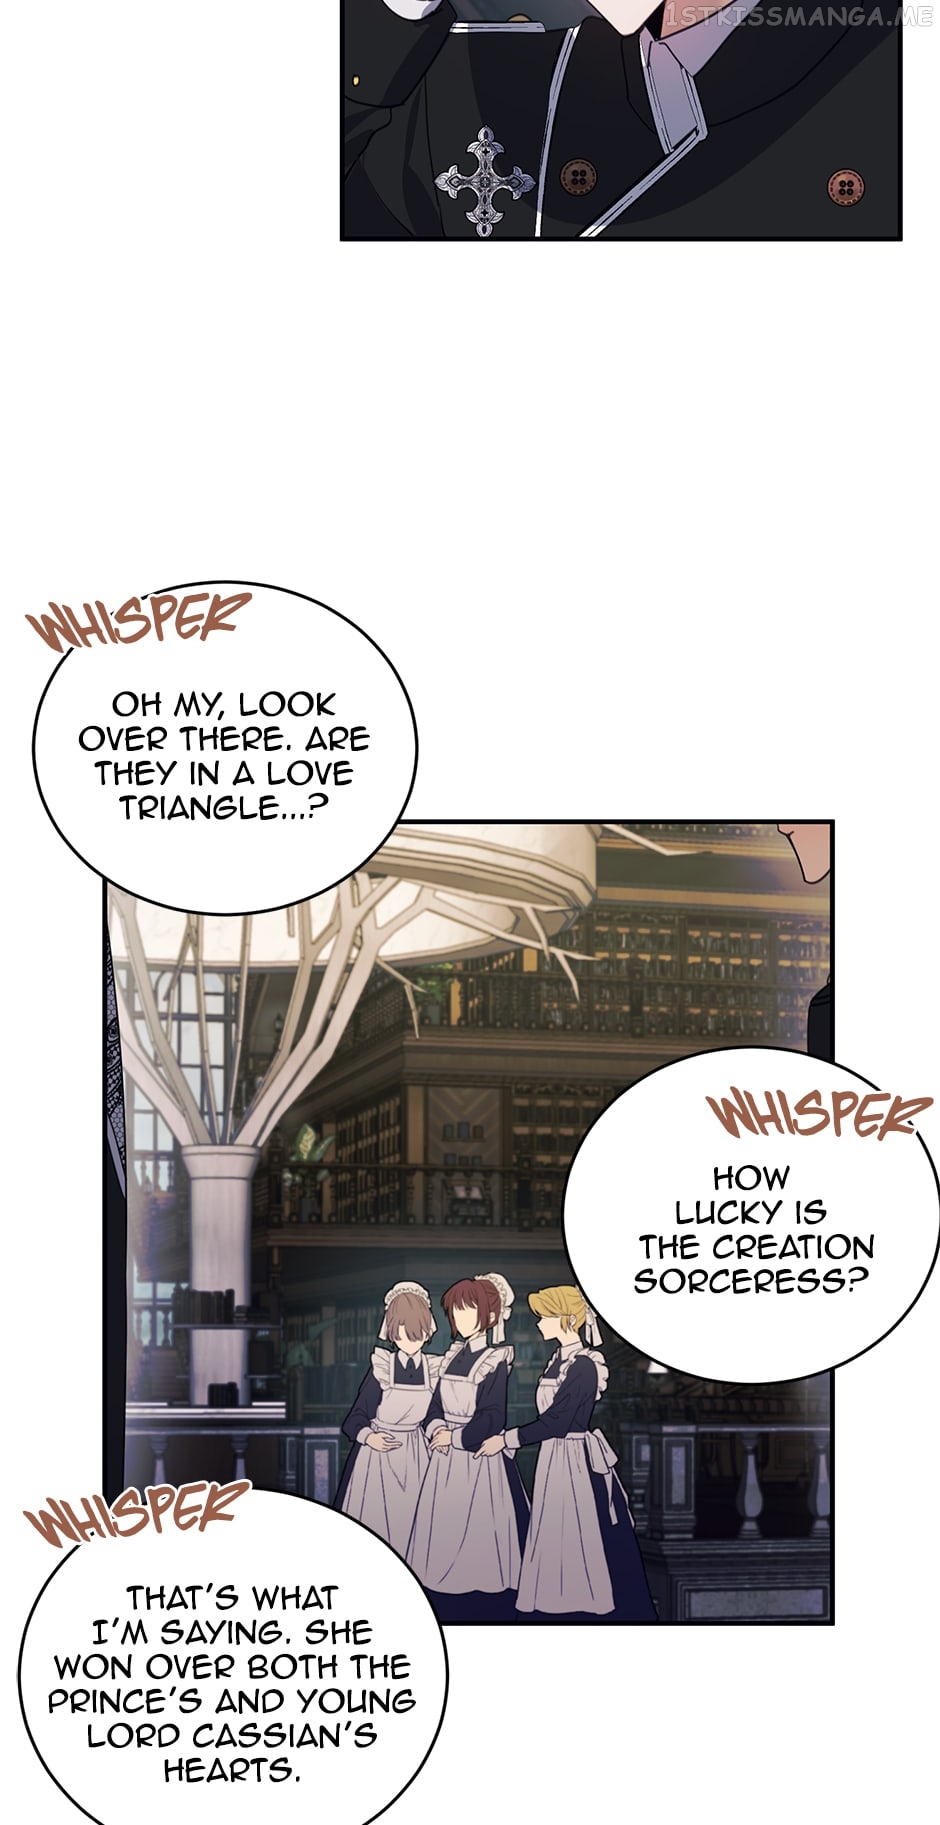 1STKISSMANGA.ME
WHISPER
OH MY, LOOK
OVER THERE. ARE
THEY IN A LOVE
TRIANGLE...?
WHISPER
HOW
LUCKY IS
THE CREATION
SORCERESS?
WHISPER
THAT'S WHAT
I'M SAYING. SHE
WON OVER BOTH THE
PRINCE'S AND YOUNG
LORD CASSIAN'S
HEARTS.